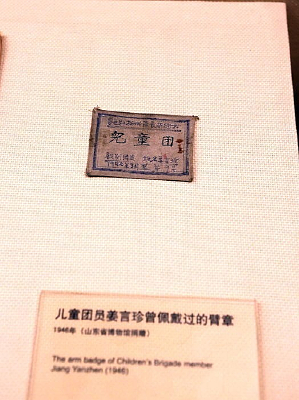 兒童团
儿童团员姜言珍曾佩戴过的臂章
1946年（山东省博物馆捐赠）
The arm badge of Children's Brigade member
Jiang Yanzhen (1946)